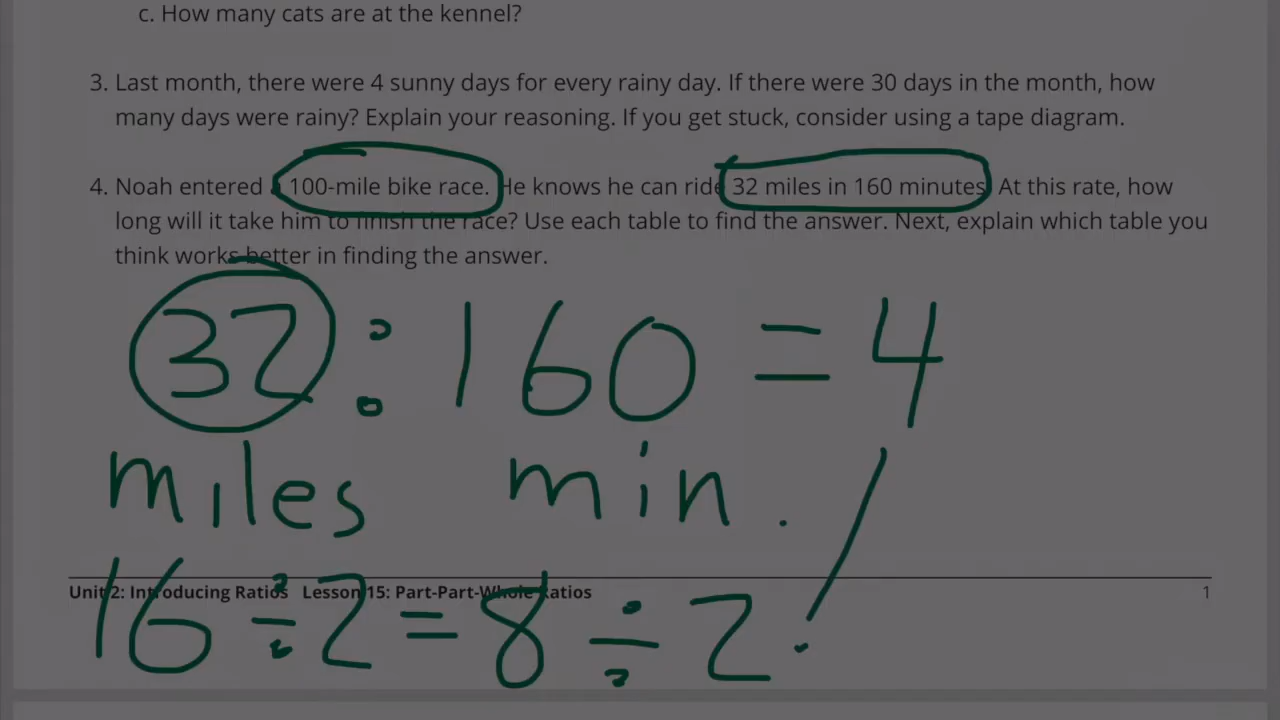 c. How many cats are at the kennel?
3. Last month, there were 4 sunny days for every rainy day. If there were 30 days in the month, how
many days were rainy? Explain your reasoning. If you get stuck, consider using a tape diagram.
4. Noah entered a 100-mile bike race. He knows he can ride 32 miles in 160 minutes. At this rate, how
long will it take him to finish the race? Use each table to find the answer. Next, explain which table you
think works better in finding the answer.
32 : 160 = 4
miles min. /
Unit 2: Introducing Ratios Lesson 15: Part-Part-Whole Ratios 1
16 ÷ 2 = 8 ÷ 2